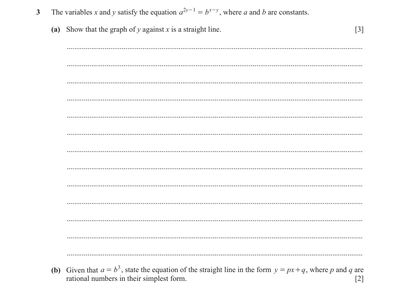 3 The variables x and y satisfy the equation a^{2y−1} = b^{x−y}, where a and b are constants.
(a) Show that the graph of y against x is a straight line. [3]
(b) Given that a = b³, state the equation of the straight line in the form y = px + q, where p and q are
rational numbers in their simplest form. [2]